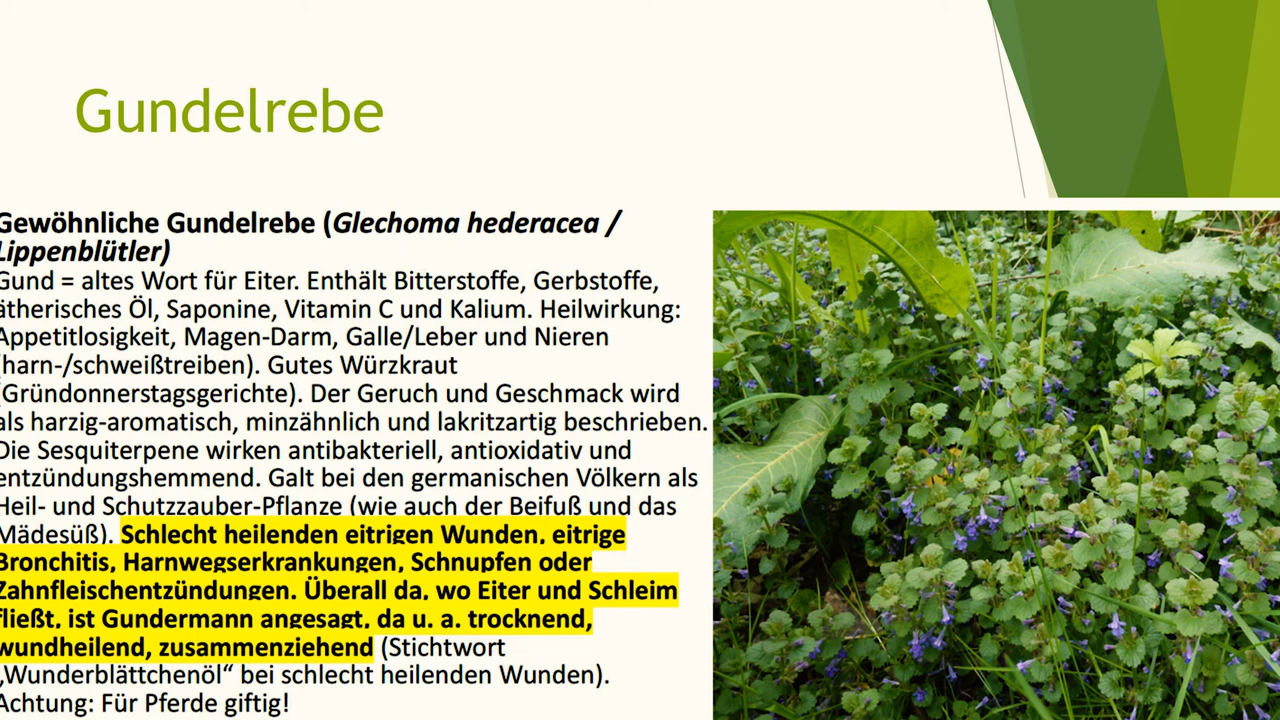 Gundelrebe
Gewöhnliche Gundelrebe (Glechoma hederacea /
Lippenblütler)
Gund = altes Wort für Eiter. Enthält Bitterstoffe, Gerbstoffe,
ätherisches Öl, Saponine, Vitamin C und Kalium. Heilwirkung:
Appetitlosigkeit, Magen-Darm, Galle/Leber und Nieren
(harn-/schweißtreiben). Gutes Würzkraut
(Gründonnerstagsgerichte). Der Geruch und Geschmack wird
als harzig-aromatisch, minzähnlich und lakritzartig beschrieben.
Die Sesquiterpene wirken antibakteriell, antioxidativ und
entzündungshemmend. Galt bei den germanischen Völkern als
Heil- und Schutzzauber-Pflanze (wie auch der Beifuß und das
Mädesüß). Schlecht heilenden eitrigen Wunden, eitrige
Bronchitis, Harnwegserkrankungen, Schnupfen oder
Zahnfleischentzündungen. Überall da, wo Eiter und Schleim
fließt, ist Gundermann angesagt, da u. a. trocknend,
wundheilend, zusammenziehend (Stichtwort
„Wunderblättchenöl“ bei schlecht heilenden Wunden).
Achtung: Für Pferde giftig!